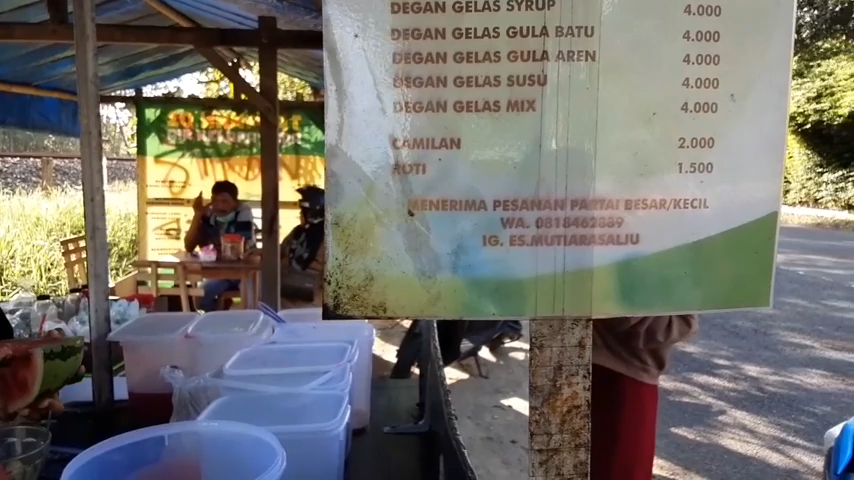 DEGAN GELAS SYRUP 4.000
DEGAN GELAS GULA BATU 4.000
DEGAN GELAS GULA AREN 4.000
DEGAN GELAS SUSU 4.000
DEGAN GELAS MIX 4.000
CAMILAN 2.000
ROTI 1.500
MENERIMA PESANAN PARTAI BESAR/KECIL
WA. 0818462889
IG. ES.MUTIARASALJU